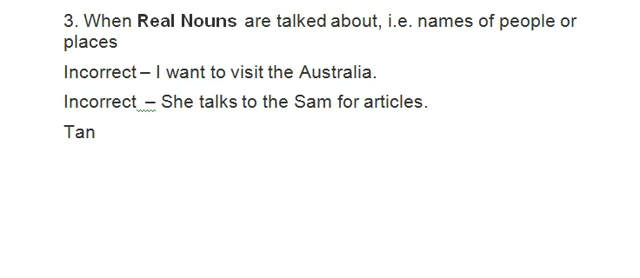 3. When Real Nouns are talked about, i.e. names of people or
places
Incorrect – I want to visit the Australia.
Incorrect – She talks to the Sam for articles.
Tan